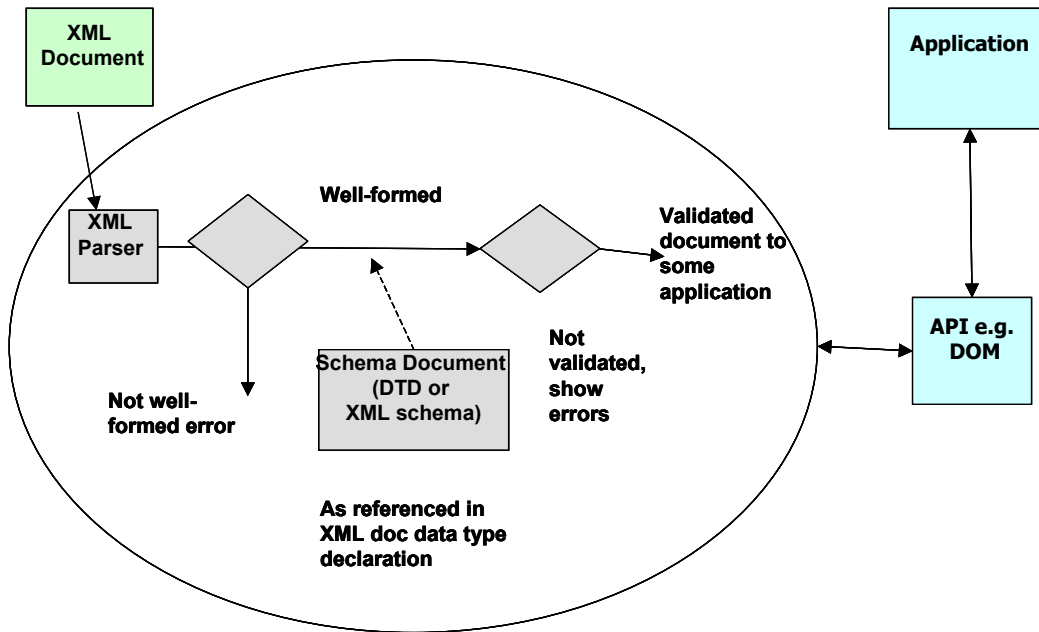 XML
Document
Application
XML
Parser
Well-formed
Validated
document to
some
application
API e.g.
DOM
Not well-
formed error
Schema Document
(DTD or
XML schema)
Not
validated,
show
errors
As referenced in
XML doc data type
declaration